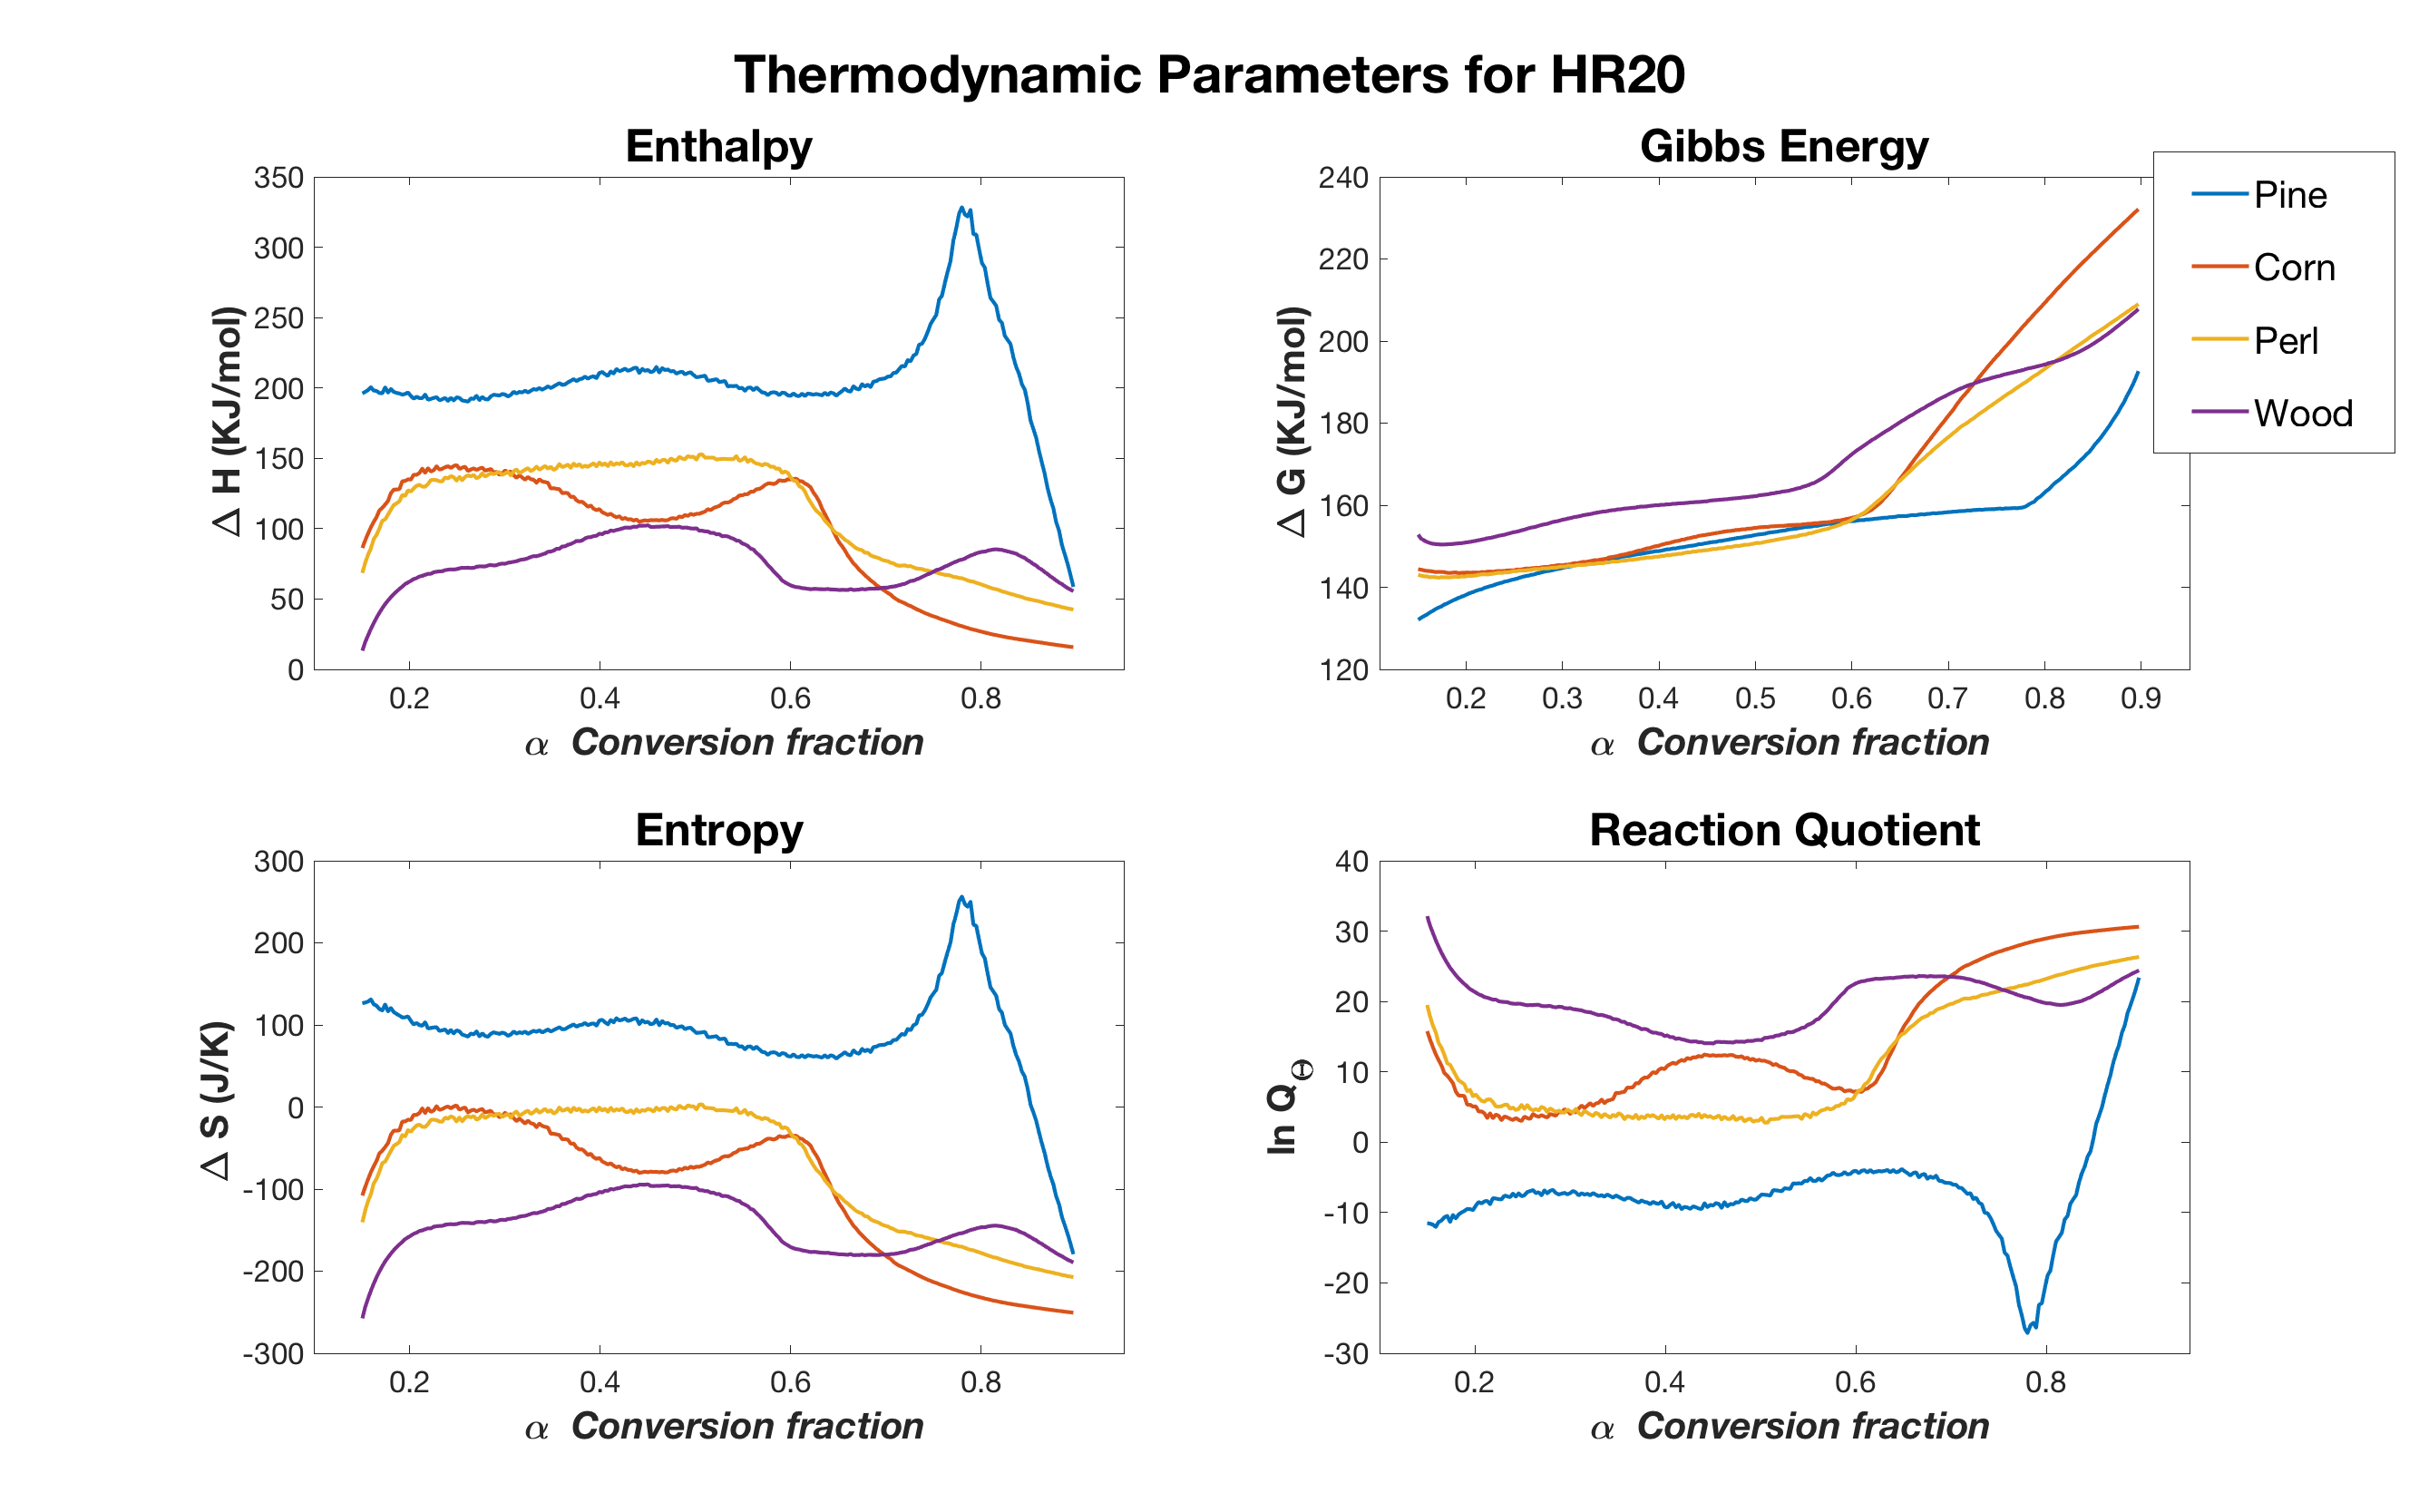 Thermodynamic Parameters for HR20
Enthalpy
350
300
250
200
150
100
50
0
Δ H (KJ/mol)
0.2 0.4 0.6 0.8
α Conversion fraction
Gibbs Energy
240
220
200
180
160
140
120
Δ G (KJ/mol)
0.2 0.3 0.4 0.5 0.6 0.7 0.8 0.9
α Conversion fraction
Pine
Corn
Perl
Wood
Entropy
300
200
100
0
-100
-200
-300
Δ S (J/K)
0.2 0.4 0.6 0.8
α Conversion fraction
Reaction Quotient
40
30
20
10
0
-10
-20
-30
ln Q_Θ
0.2 0.4 0.6 0.8
α Conversion fraction